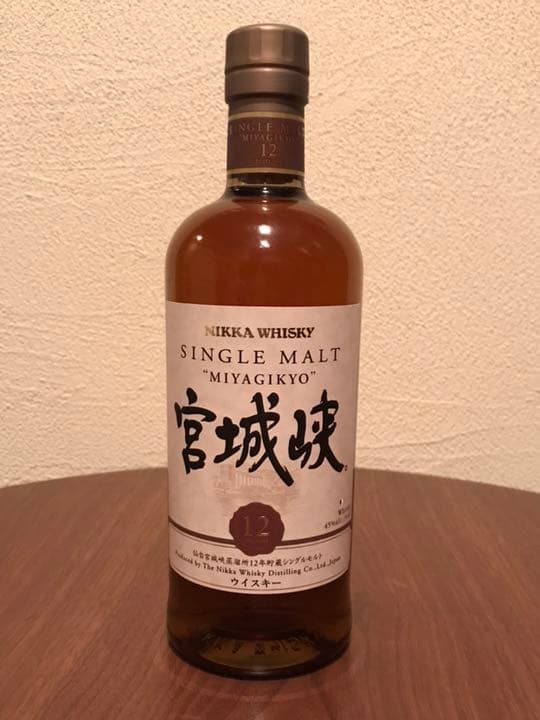 SINGLE MALT
MIYAGIKYO
12
NIKKA WHISKY
SINGLE MALT
"MIYAGIKYO"
宮城峡
12
45%
仙台宮城峡蒸溜所12年貯蔵シングルモルト
Produced by The Nikka Whisky Distilling Co.,Ltd.,Japan
ウイスキー